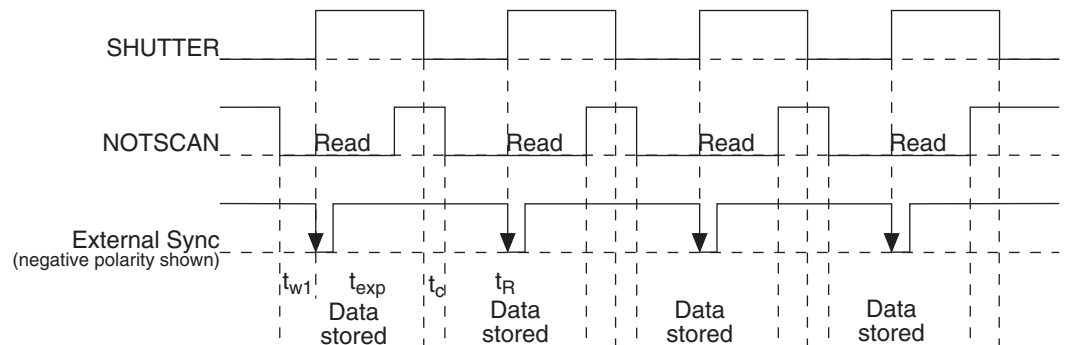 SHUTTER
NOTSCAN
Read Read Read Read
External Sync
(negative polarity shown)
tw1 texp tc tR
Data Data Data Data
stored stored stored stored